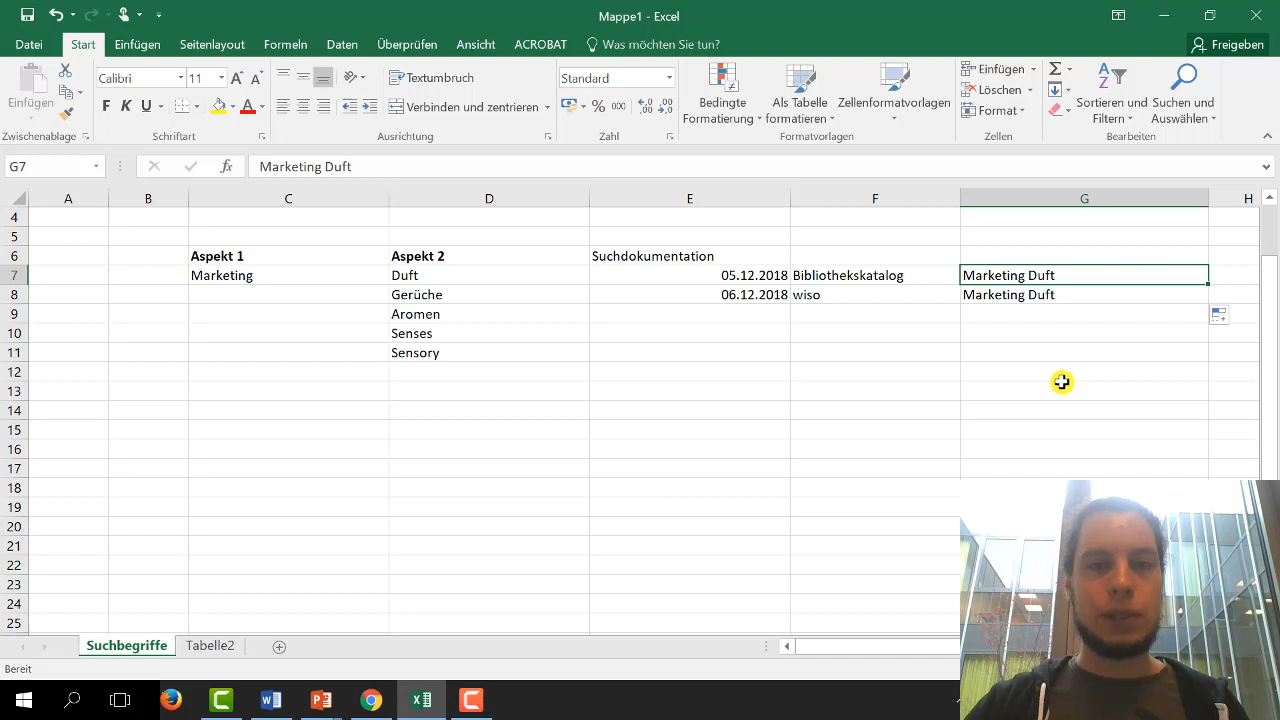 Mappe1 - Excel
Datei Start Einfügen Seitenlayout Formeln Daten Überprüfen Ansicht ACROBAT Was möchten Sie tun? Freigeben
Calibri 11 Textumbruch Standard Einfügen Σ
Einfügen F K U A Verbinden und zentrieren % 000 Bedingte Formatierung Als Tabelle formatieren Zellenformatvorlagen Löschen Format Sortieren und Filtern Suchen und Auswählen
Zwischenablage Schriftart Ausrichtung Zahl Formatvorlagen Zellen Bearbeiten
G7 fx Marketing Duft
A B C D E F G H
4
5
6 Aspekt 1 Aspekt 2 Suchdokumentation
7 Marketing Duft 05.12.2018 Bibliothekskatalog Marketing Duft
8 Gerüche 06.12.2018 wiso Marketing Duft
9 Aromen
10 Senses
11 Sensory
12
13
14
15
16
17
18
19
20
21
22
23
24
25
Suchbegriffe Tabelle2
Bereit